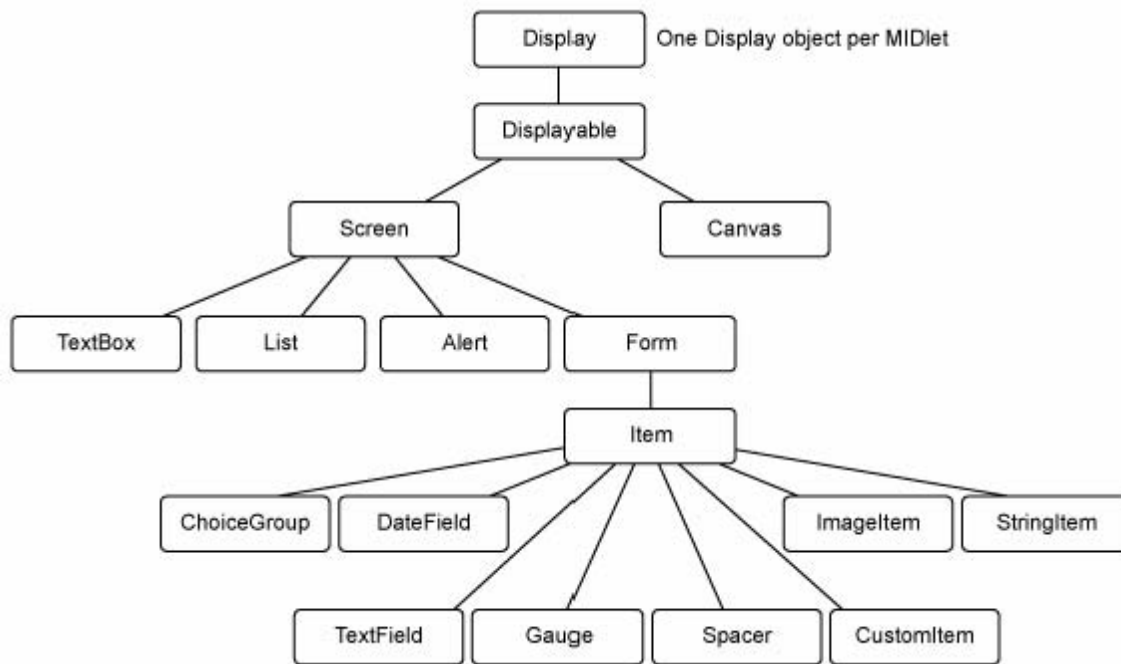 Display
One Display object per MIDlet
Displayable
Screen
Canvas
TextBox
List
Alert
Form
Item
ChoiceGroup
DateField
ImageItem
StringItem
TextField
Gauge
Spacer
CustomItem